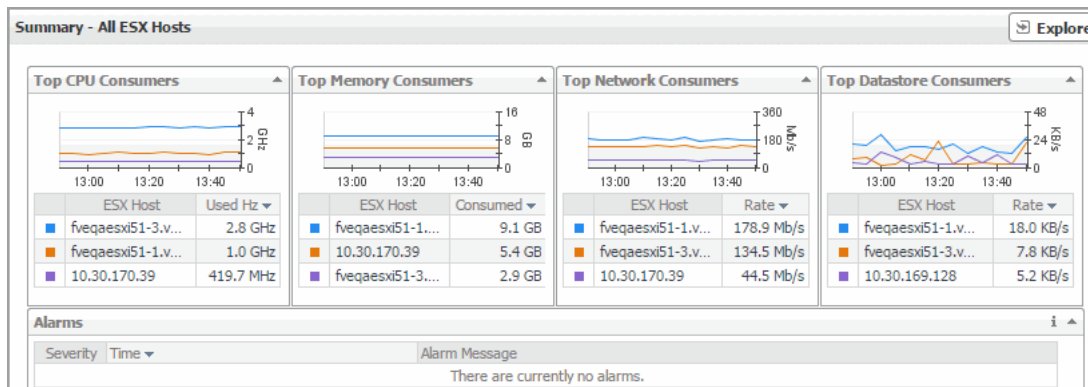 Summary - All ESX Hosts
Explore
Top CPU Consumers
4
2
0
GHz
13:00 13:20 13:40
ESX Host Used Hz
fveqaesxi51-3.v... 2.8 GHz
fveqaesxi51-1.v... 1.0 GHz
10.30.170.39 419.7 MHz
Top Memory Consumers
16
8
0
GB
13:00 13:20 13:40
ESX Host Consumed
fveqaesxi51-1.... 9.1 GB
10.30.170.39 5.4 GB
fveqaesxi51-3.... 2.9 GB
Top Network Consumers
360
180
0
Mb/s
13:00 13:20 13:40
ESX Host Rate
fveqaesxi51-1.v... 178.9 Mb/s
fveqaesxi51-3.v... 134.5 Mb/s
10.30.170.39 44.5 Mb/s
Top Datastore Consumers
48
24
0
KB/s
13:00 13:20 13:40
ESX Host Rate
fveqaesxi51-1.v... 18.0 KB/s
fveqaesxi51-3.v... 7.8 KB/s
10.30.169.128 5.2 KB/s
Alarms
i
Severity Time Alarm Message
There are currently no alarms.